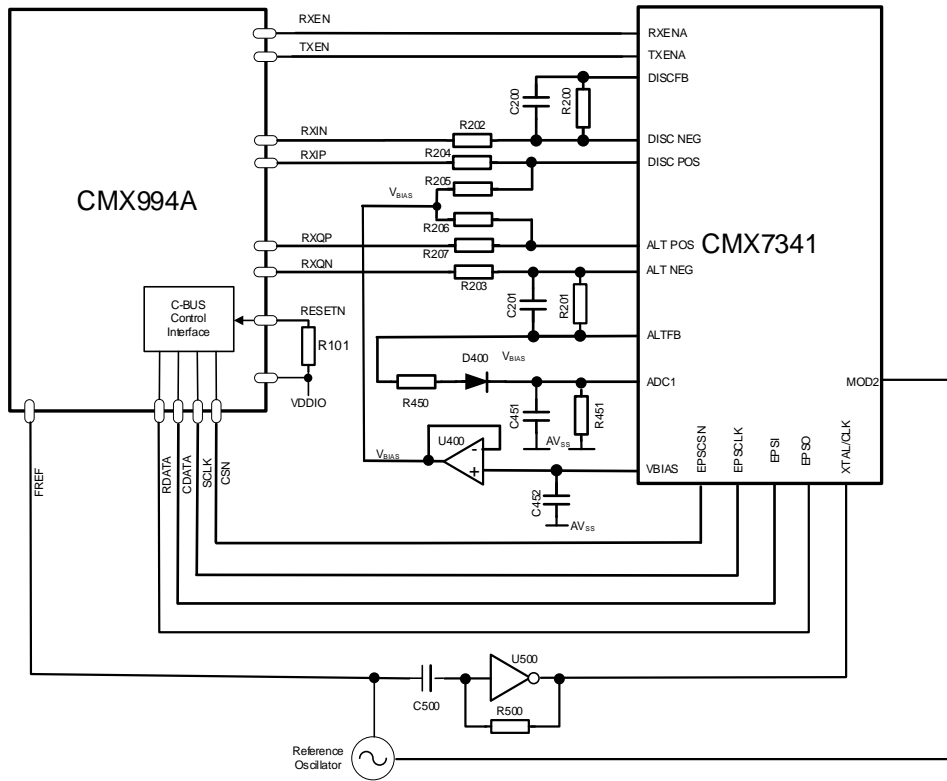 RXEN
RXENA
TXEN
TXENA
DISCFB
C200
R200
R202
RXIN
DISC NEG
RXIP
R204
DISC POS
R205
CMX994A
VBIAS
R206
CMX7341
RXQP
R207
ALT POS
RXQN
ALT NEG
R203
C-BUS
Control
Interface
RESETN
C201
R201
R101
ALTFB
D400
VBIAS
VDDIO
ADC1
MOD2
R450
C451
R451
U400
AVSS
VBIAS
-
+
VBIAS
EPSCSN
EPSCLK
EPSI
EPSO
XTAL/CLK
FREF
RDATA
CDATA
SCLK
CSN
C452
AVSS
U500
C500
R500
Reference
Oscillator